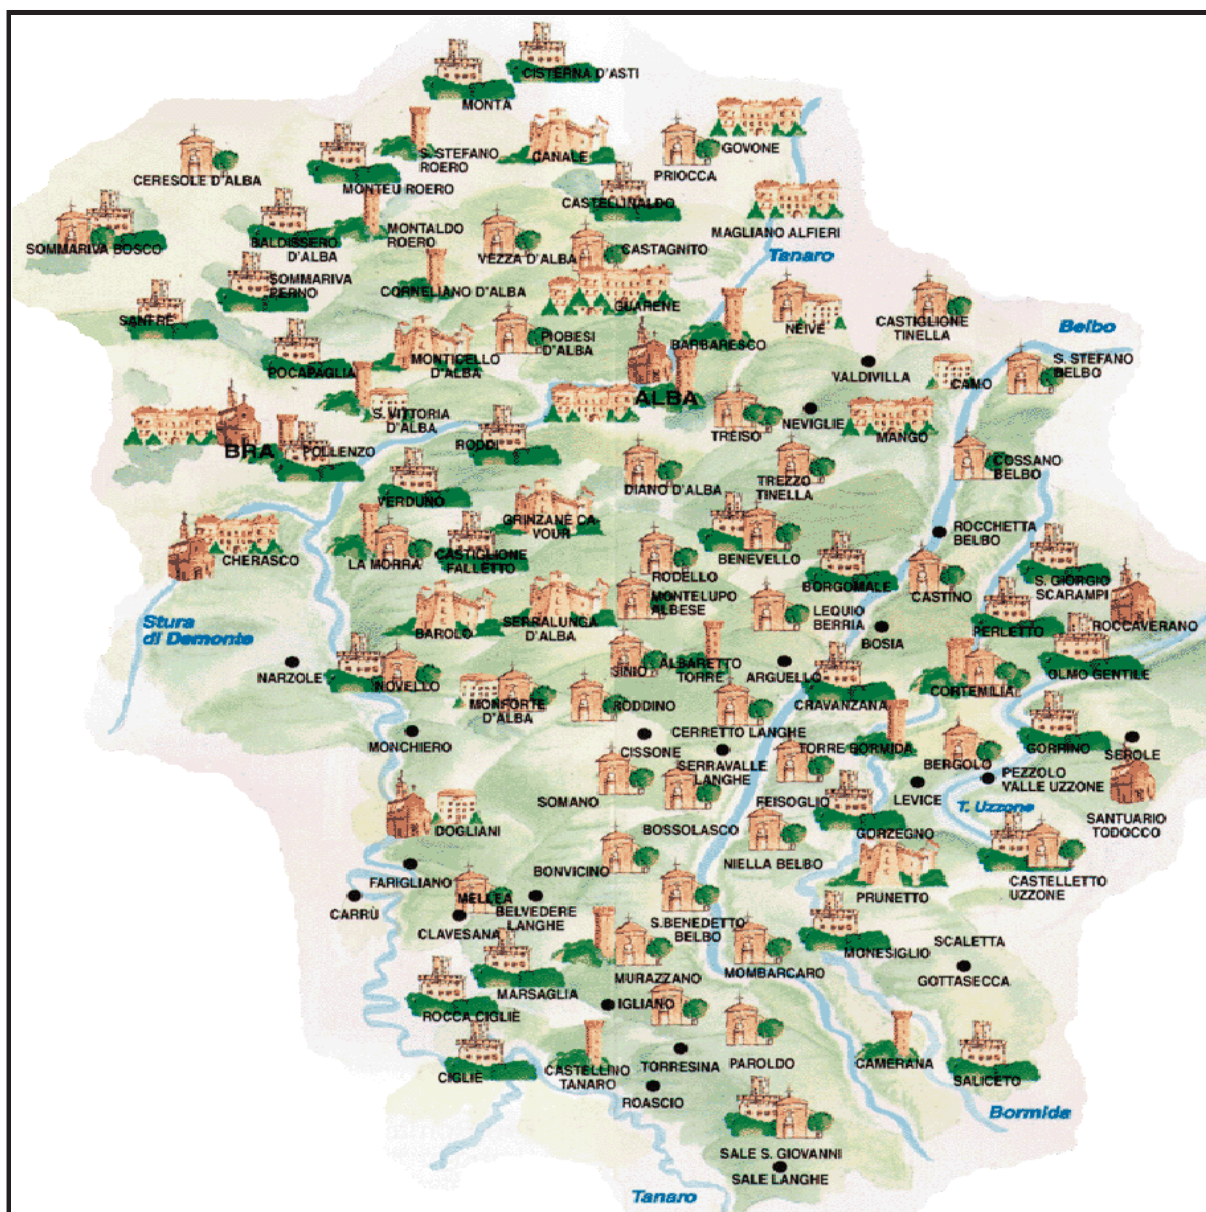 CISTERNA D'ASTI
MONTÀ
GOVONE
S. STEFANO
ROERO
CANALE
PRIOCCA
CERESOLE D'ALBA
MONTEU ROERO
CASTELLINALDO
SOMMARIVA BOSCO
BALDISSERO
D'ALBA
MONTALDO
ROERO
VEZZA D'ALBA
CASTAGNITO
MAGLIANO ALFIERI
Tanaro
SOMMARIVA
PERNO
CORNELIANO D'ALBA
GUARENE
SANFRÈ
PIOBESI
D'ALBA
BARBARESCO
NEIVE
CASTIGLIONE
TINELLA
Belbo
POCAPAGLIA
MONTICELLO
D'ALBA
VALDIVILLA
CAMO
S. STEFANO
BELBO
ALBA
S. VITTORIA
D'ALBA
TREISO
NEVIGLIE
MANGO
BRA
POLLENZO
RODDI
COSSANO
BELBO
VERDUNO
DIANO D'ALBA
TREZZO
TINELLA
GRINZANE CA-
VOUR
ROCCHETTA
BELBO
CHERASCO
LA MORRA
CASTIGLIONE
FALLETTO
BENEVELLO
RODELLO
BORGOMALE
CASTINO
S. GIORGIO
SCARAMPI
MONTELUPO
ALBESE
LEQUIO
BERRIA
Stura
di Demonte
BAROLO
SERRALUNGA
D'ALBA
BOSIA
PERLETTO
ROCCAVERANO
NARZOLE
NOVELLO
SINIO
ALBARETTO
TORRE
ARGUELLO
CRAVANZANA
CORTEMILIA
OLMO GENTILE
MONFORTE
D'ALBA
RODDINO
MONCHIERO
CISSONE
CERRETTO LANGHE
SERRAVALLE
LANGHE
TORRE BORMIDA
BERGOLO
GORRINO
SEROLE
PEZZOLO
VALLE UZZONE
SOMANO
FEISOGLIO
LEVICE
T. Uzzone
SANTUARIO
TODOCCO
DOGLIANI
BOSSOLASCO
GORZEGNO
BONVICINO
NIELLA BELBO
FARIGLIANO
CASTELLETTO
UZZONE
CARRÙ
MELLEA
BELVEDERE
LANGHE
PRUNETTO
CLAVESANA
S.BENEDETTO
BELBO
MONESIGLIO
SCALETTA
MURAZZANO
MOMBARCARO
GOTTASECCA
MARSAGLIA
ROCCA CIGLIÈ
IGLIANO
CIGLIÈ
CASTELLINO
TANARO
TORRESINA
PAROLDO
CAMERANA
SALICETO
ROASCIO
Bormida
SALE S. GIOVANNI
SALE LANGHE
Tanaro